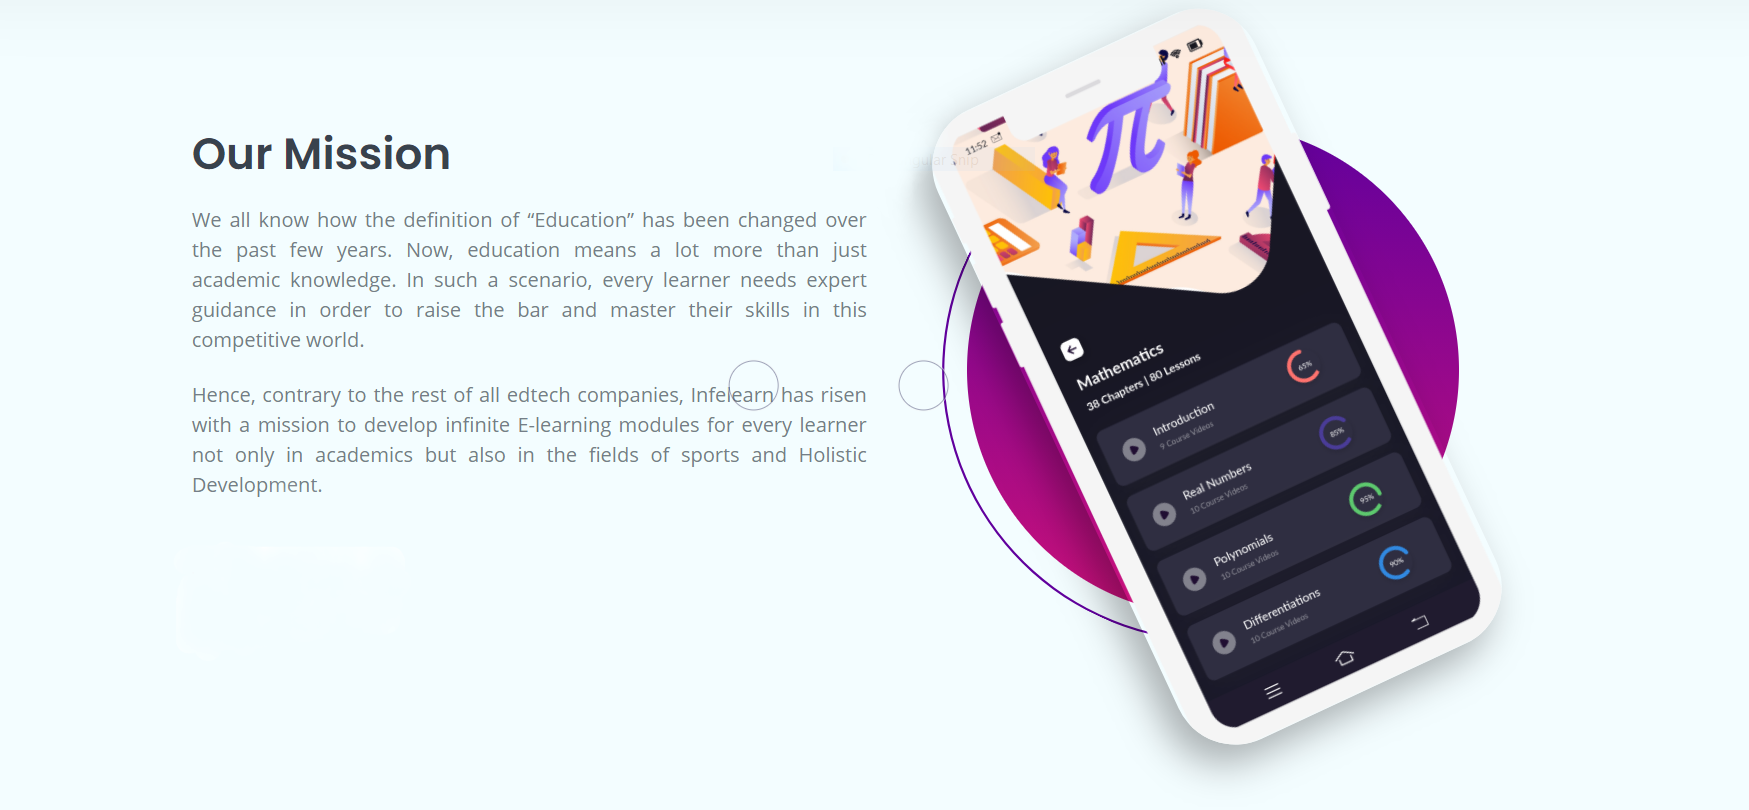 Our Mission
We all know how the definition of “Education” has been changed over
the past few years. Now, education means a lot more than just
academic knowledge. In such a scenario, every learner needs expert
guidance in order to raise the bar and master their skills in this
competitive world.
Hence, contrary to the rest of all edtech companies, Infelearn has risen
with a mission to develop infinite E-learning modules for every learner
not only in academics but also in the fields of sports and Holistic
Development.
11:52
π
Mathematics
38 Chapters | 80 Lessons
Introduction
9 Course Videos
65%
Real Numbers
10 Course Videos
85%
Polynomials
10 Course Videos
95%
Differentiations
10 Course Videos
90%